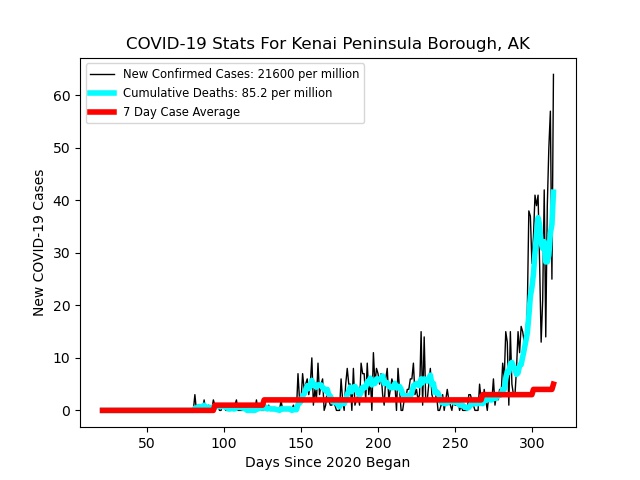 COVID-19 Stats For Kenai Peninsula Borough, AK
New Confirmed Cases: 21600 per million
Cumulative Deaths: 85.2 per million
7 Day Case Average
60
50
40
30
20
10
0
New COVID-19 Cases
50 100 150 200 250 300
Days Since 2020 Began